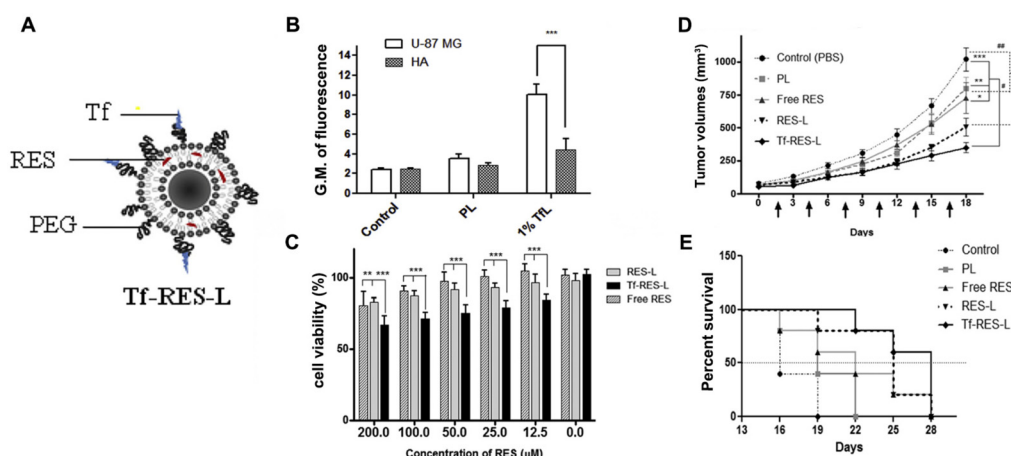 A
Tf
RES
PEG
Tf-RES-L
B
U-87 MG
HA
G.M. of fluorescence
14
12
10
8
6
4
2
0
***
Control
PL
1% TfL
C
cell viability (%)
100
50
0
** ***
***
***
***
***
RES-L
Tf-RES-L
Free RES
200.0 100.0 50.0 25.0 12.5 0.0
Concentration of RES (μM)
D
Tumor volumes (mm³)
1000
750
500
250
0
Control (PBS)
PL
Free RES
RES-L
Tf-RES-L
##
***
**
#
*
0 3 6 9 12 15 18
Days
E
Percent survival
100
50
0
Control
PL
Free RES
RES-L
Tf-RES-L
13 16 19 22 25 28
Days